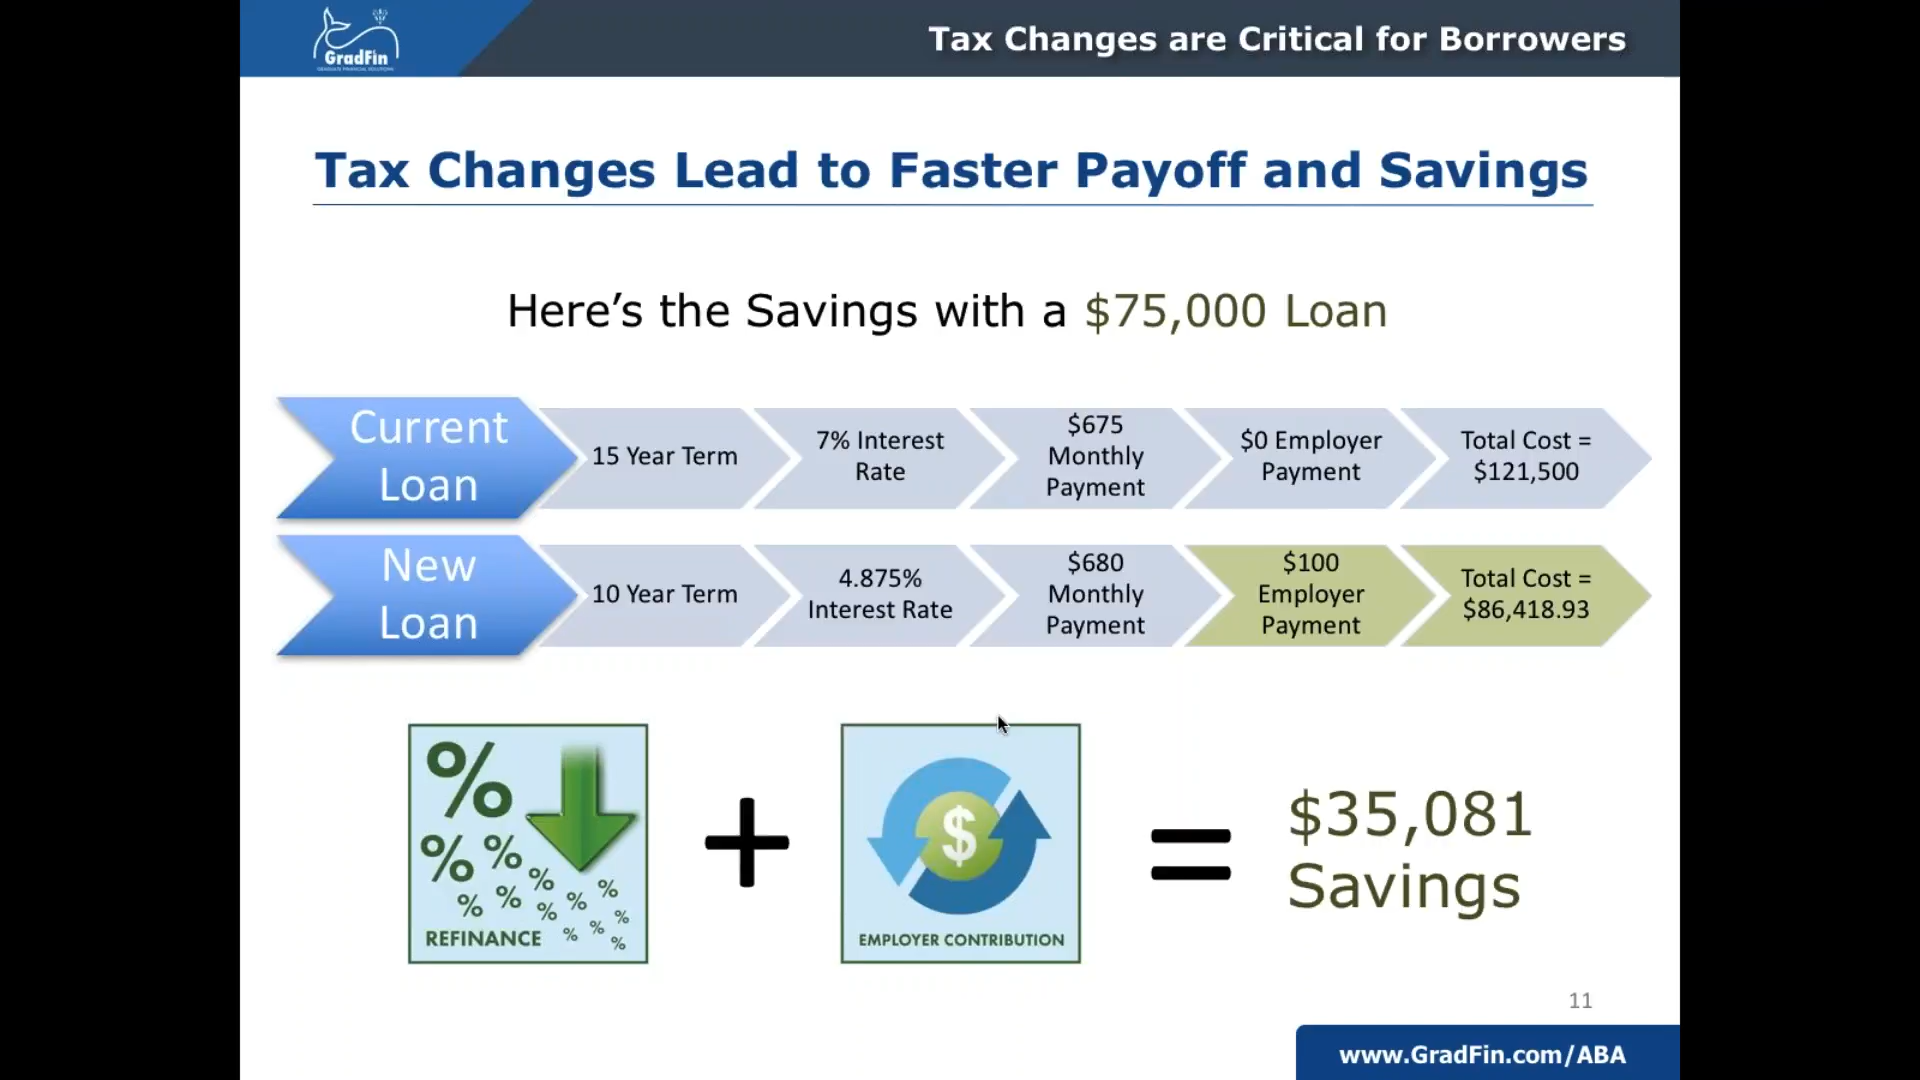 GradFin
Tax Changes are Critical for Borrowers
Tax Changes Lead to Faster Payoff and Savings
Here’s the Savings with a $75,000 Loan
Current
Loan
15 Year Term
7% Interest
Rate
$675
Monthly
Payment
$0 Employer
Payment
Total Cost =
$121,500
New
Loan
10 Year Term
4.875%
Interest Rate
$680
Monthly
Payment
$100
Employer
Payment
Total Cost =
$86,418.93
% % % % % % % % % % % % %
REFINANCE
+
$
EMPLOYER CONTRIBUTION
=
$35,081
Savings
11
www.GradFin.com/ABA